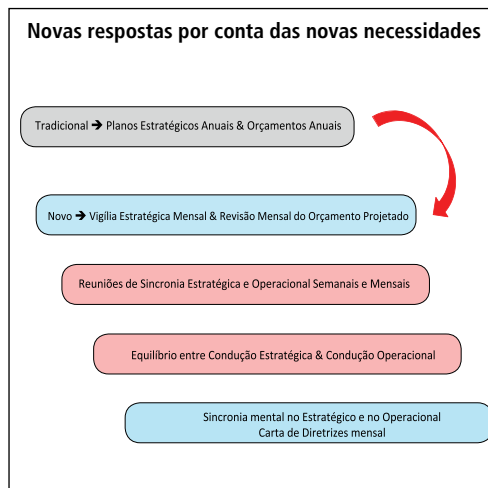 Novas respostas por conta das novas necessidades
Tradicional ➔ Planos Estratégicos Anuais & Orçamentos Anuais
Novo ➔ Vigília Estratégica Mensal & Revisão Mensal do Orçamento Projetado
Reuniões de Sincronia Estratégica e Operacional Semanais e Mensais
Equilíbrio entre Condução Estratégica & Condução Operacional
Sincronia mental no Estratégico e no Operacional
Carta de Diretrizes mensal